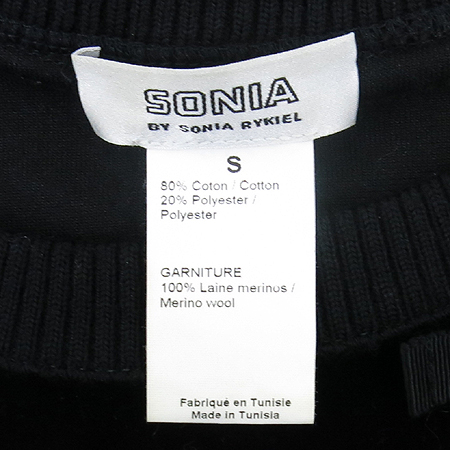 SONIA
BY SONIA RYKIEL
S
80% Coton / Cotton
20% Polyester /
Polyester
GARNITURE
100% Laine merinos /
Merino wool
Fabriqué en Tunisie
Made in Tunisia